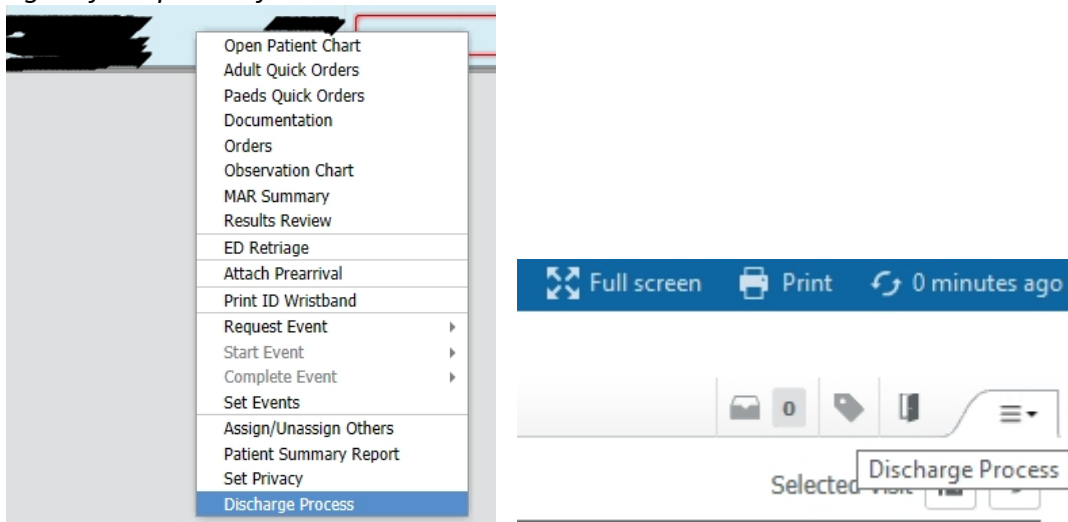 Open Patient Chart
Adult Quick Orders
Paeds Quick Orders
Documentation
Orders
Observation Chart
MAR Summary
Results Review
ED Retriage
Attach Prearrival
Print ID Wristband
Request Event
Start Event
Complete Event
Set Events
Assign/Unassign Others
Patient Summary Report
Set Privacy
Discharge Process
Full screen Print 0 minutes ago
0
Discharge Process
Selected